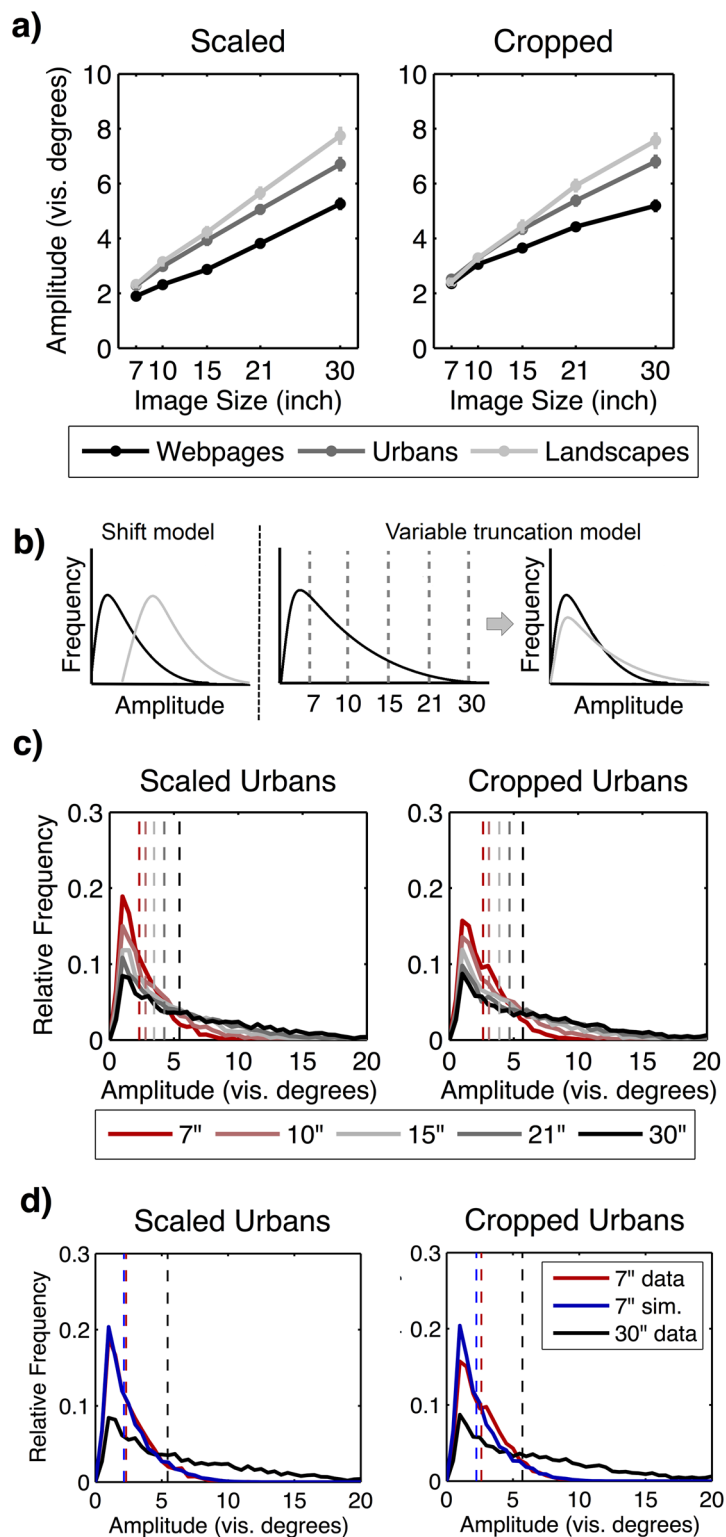 a)
Scaled
Cropped
Amplitude (vis. degrees)
10
8
6
4
2
0
7 10 15 21 30
Image Size (inch)
10
8
6
4
2
0
7 10 15 21 30
Image Size (inch)
Webpages Urbans Landscapes
b)
Shift model
Variable truncation model
Frequency
Amplitude
7 10 15 21 30
Frequency
Amplitude
c)
Scaled Urbans
Cropped Urbans
Relative Frequency
0.3
0.2
0.1
0
0 5 10 15 20
Amplitude (vis. degrees)
0.3
0.2
0.1
0
0 5 10 15 20
Amplitude (vis. degrees)
7" 10" 15" 21" 30"
d)
Scaled Urbans
Cropped Urbans
Relative Frequency
0.3
0.2
0.1
0
0 5 10 15 20
Amplitude (vis. degrees)
0.3
0.2
0.1
0
0 5 10 15 20
Amplitude (vis. degrees)
7" data
7" sim.
30" data